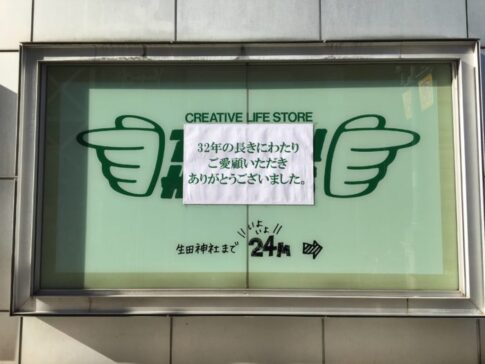 CREATIVE LIFE STORE
32年の長きにわたり
ご愛顧いただき
ありがとうございました。
いよいよ
生田神社まで 24M